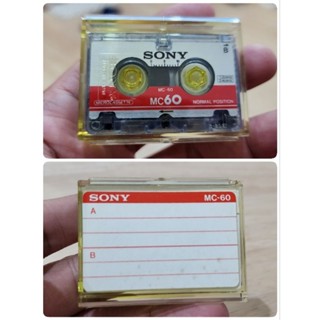 B
SONY
MC-60
MC60
NORMAL POSITION
SONY MC-60
A
B